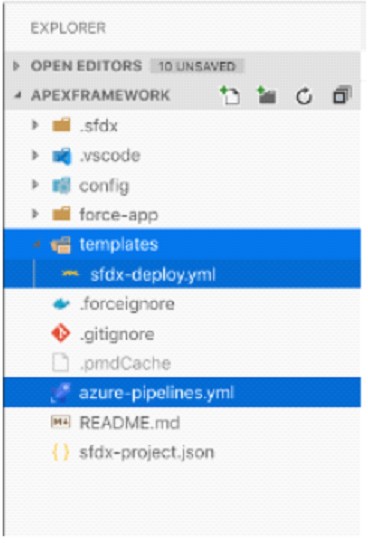 EXPLORER
OPEN EDITORS 10 UNSAVED
APEXFRAMEWORK
.sfdx
.vscode
config
force-app
templates
sfdx-deploy.yml
.forceignore
.gitignore
.pmdCache
azure-pipelines.yml
README.md
sfdx-project.json